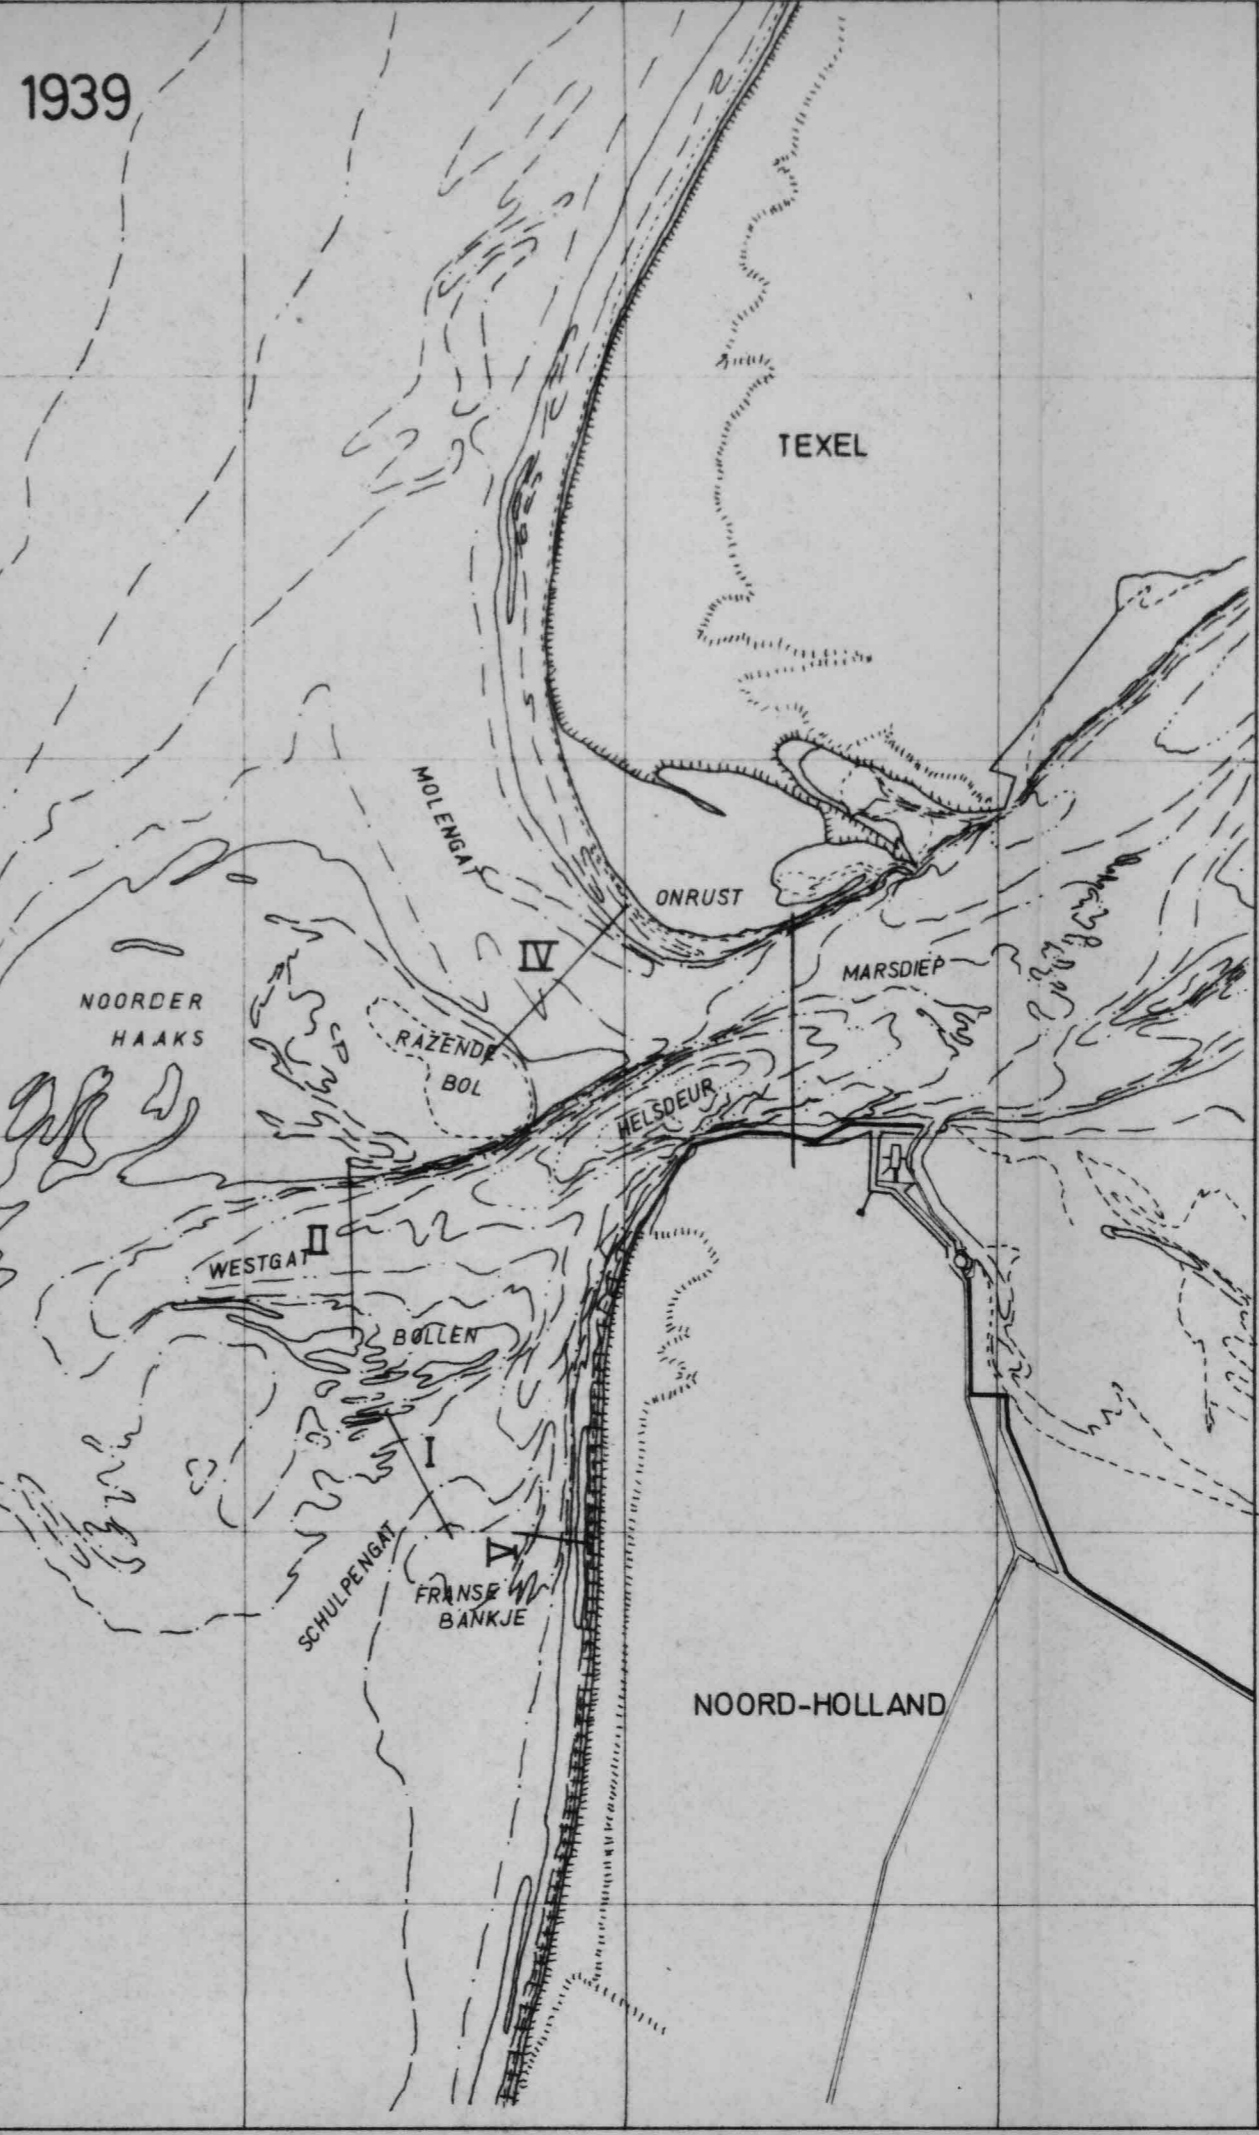 1939
TEXEL
MOLENGAT
ONRUST
IV
MARSDIEP
NOORDER
HAAKS
RAZENDE
BOL
HELSDEUR
II
WESTGAT
BOLLEN
I
V
SCHULPENGAT
FRANSE
BANKJE
NOORD-HOLLAND